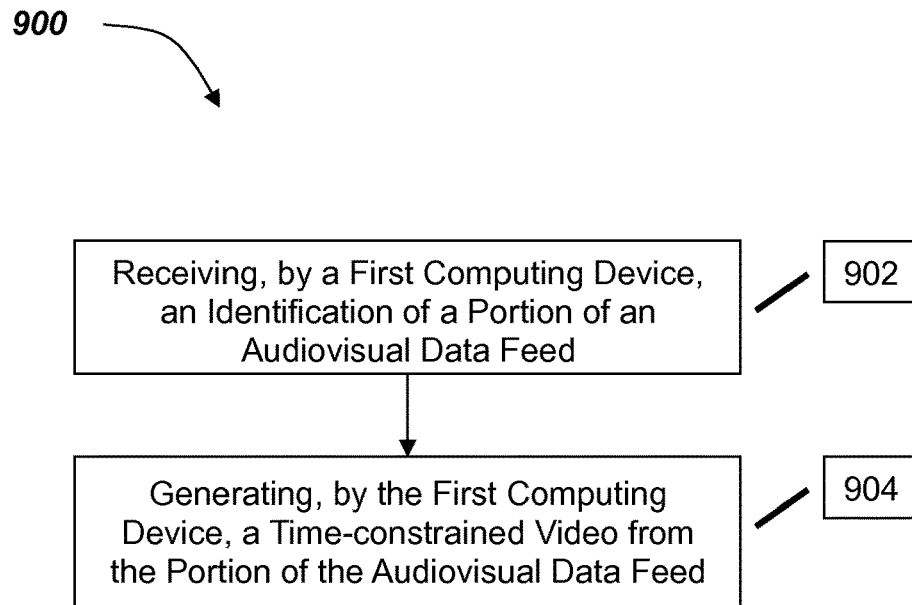 900
Receiving, by a First Computing Device,
an Identification of a Portion of an
Audiovisual Data Feed
902
Generating, by the First Computing
Device, a Time-constrained Video from
the Portion of the Audiovisual Data Feed
904